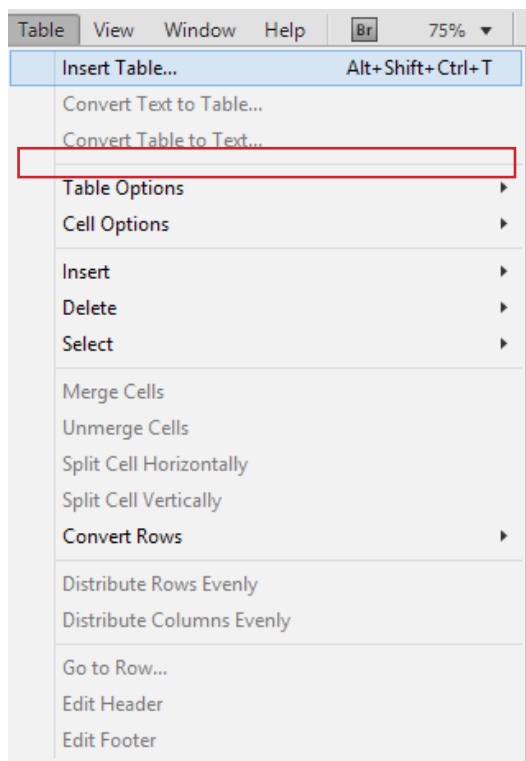 Table View Window Help Br 75%
Insert Table... Alt+Shift+Ctrl+T
Convert Text to Table...
Convert Table to Text...
Table Options
Cell Options
Insert
Delete
Select
Merge Cells
Unmerge Cells
Split Cell Horizontally
Split Cell Vertically
Convert Rows
Distribute Rows Evenly
Distribute Columns Evenly
Go to Row...
Edit Header
Edit Footer